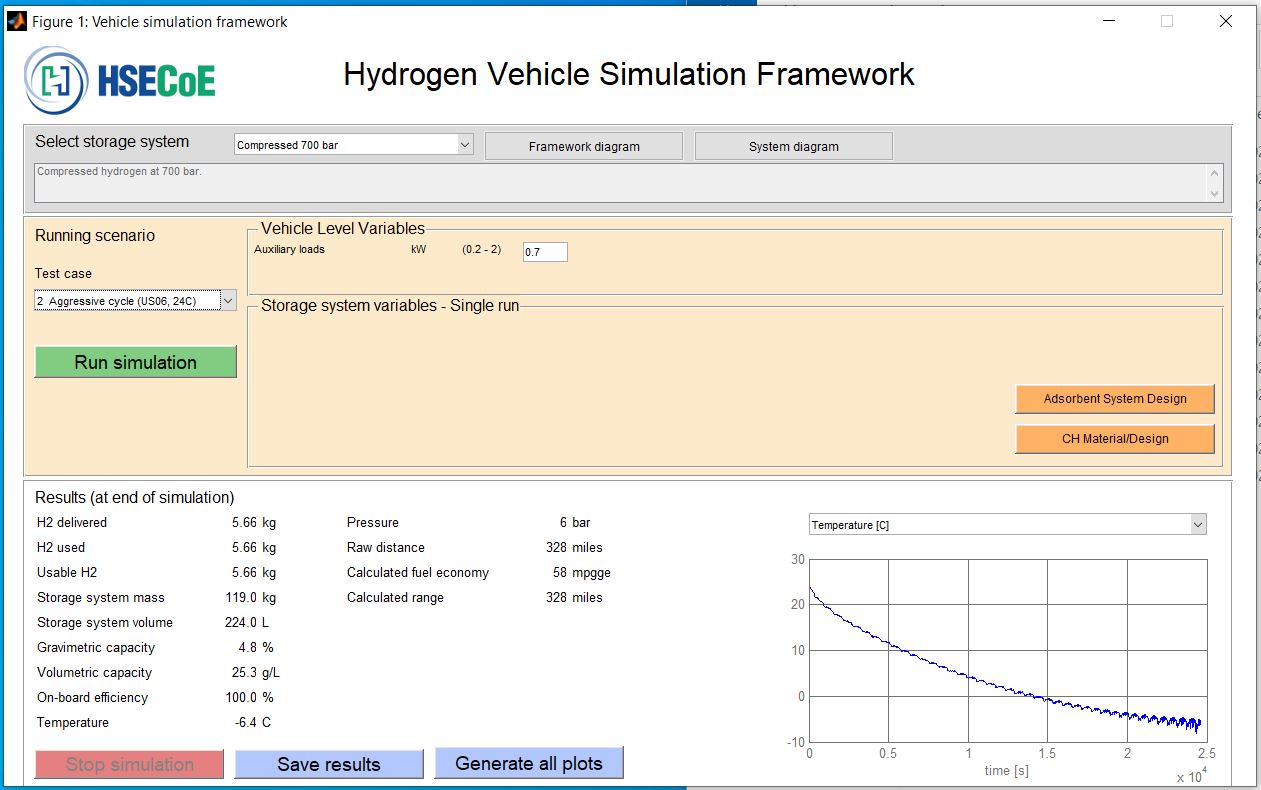 Figure 1: Vehicle simulation framework
HSECoE
Hydrogen Vehicle Simulation Framework
Select storage system
Compressed 700 bar
Framework diagram
System diagram
Compressed hydrogen at 700 bar.
Running scenario
Vehicle Level Variables
Auxiliary loads kW (0.2 - 2) 0.7
Test case
2 Aggressive cycle (US06, 24C)
Storage system variables - Single run
Run simulation
Adsorbent System Design
CH Material/Design
Results (at end of simulation)
H2 delivered 5.66 kg
H2 used 5.66 kg
Usable H2 5.66 kg
Storage system mass 119.0 kg
Storage system volume 224.0 L
Gravimetric capacity 4.8 %
Volumetric capacity 25.3 g/L
On-board efficiency 100.0 %
Temperature -6.4 C
Pressure 6 bar
Raw distance 328 miles
Calculated fuel economy 58 mpgge
Calculated range 328 miles
Temperature [C]
30
20
10
0
-10
0 0.5 1 1.5 2 2.5
time [s]
x 10^4
Stop simulation
Save results
Generate all plots